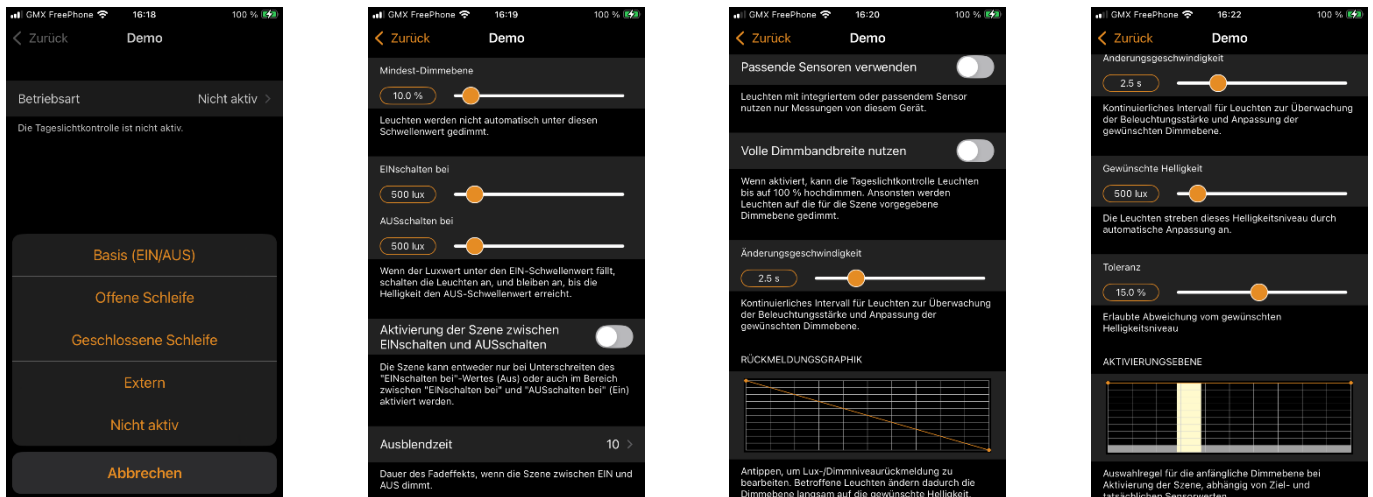 GMX FreePhone 16:18 100 %
Zurück Demo
Betriebsart Nicht aktiv
Die Tageslichtkontrolle ist nicht aktiv.
Basis (EIN/AUS)
Offene Schleife
Geschlossene Schleife
Extern
Nicht aktiv
Abbrechen
GMX FreePhone 16:19 100 %
Zurück Demo
Mindest-Dimmebene
10.0 %
Leuchten werden nicht automatisch unter diesen
Schwellenwert gedimmt.
EINschalten bei
500 lux
AUSschalten bei
500 lux
Wenn der Luxwert unter den EIN-Schwellenwert fällt,
schalten die Leuchten an, und bleiben an, bis die
Helligkeit den AUS-Schwellenwert erreicht.
Aktivierung der Szene zwischen
EINschalten und AUSschalten
Die Szene kann entweder nur bei Unterschreiten des
"EINschalten bei"-Wertes (Aus) oder auch im Bereich
zwischen "EINschalten bei" und "AUSschalten bei" (Ein)
aktiviert werden.
Ausblendzeit 10
Dauer des Fadeffekts, wenn die Szene zwischen EIN und
AUS dimmt.
GMX FreePhone 16:20 100 %
Zurück Demo
Passende Sensoren verwenden
Leuchten mit integriertem oder passendem Sensor
nutzen nur Messungen von diesem Gerät.
Volle Dimmbandbreite nutzen
Wenn aktiviert, kann die Tageslichtkontrolle Leuchten
bis auf 100 % hochdimmen. Ansonsten werden
Leuchten auf die für die Szene vorgegebene
Dimmebene gedimmt.
Änderungsgeschwindigkeit
2.5 s
Kontinuierliches Intervall für Leuchten zur Überwachung
der Beleuchtungsstärke und Anpassung der
gewünschten Dimmebene.
RÜCKMELDUNGSGRAPHIK
Antippen, um Lux-/Dimmniveaurückmeldung zu
bearbeiten. Betroffene Leuchten ändern dadurch die
Dimmebene langsam auf die gewünschte Helligkeit.
GMX FreePhone 16:22 100 %
Zurück Demo
Änderungsgeschwindigkeit
2.5 s
Kontinuierliches Intervall für Leuchten zur Überwachung
der Beleuchtungsstärke und Anpassung der
gewünschten Dimmebene.
Gewünschte Helligkeit
500 lux
Die Leuchten streben dieses Helligkeitsniveau durch
automatische Anpassung an.
Toleranz
15.0 %
Erlaubte Abweichung vom gewünschten
Helligkeitsniveau
AKTIVIERUNGSEBENE
Auswahlregel für die anfängliche Dimmebene bei
Aktivierung der Szene, abhängig von Ziel- und
tatsächlichen Sensorwerten.